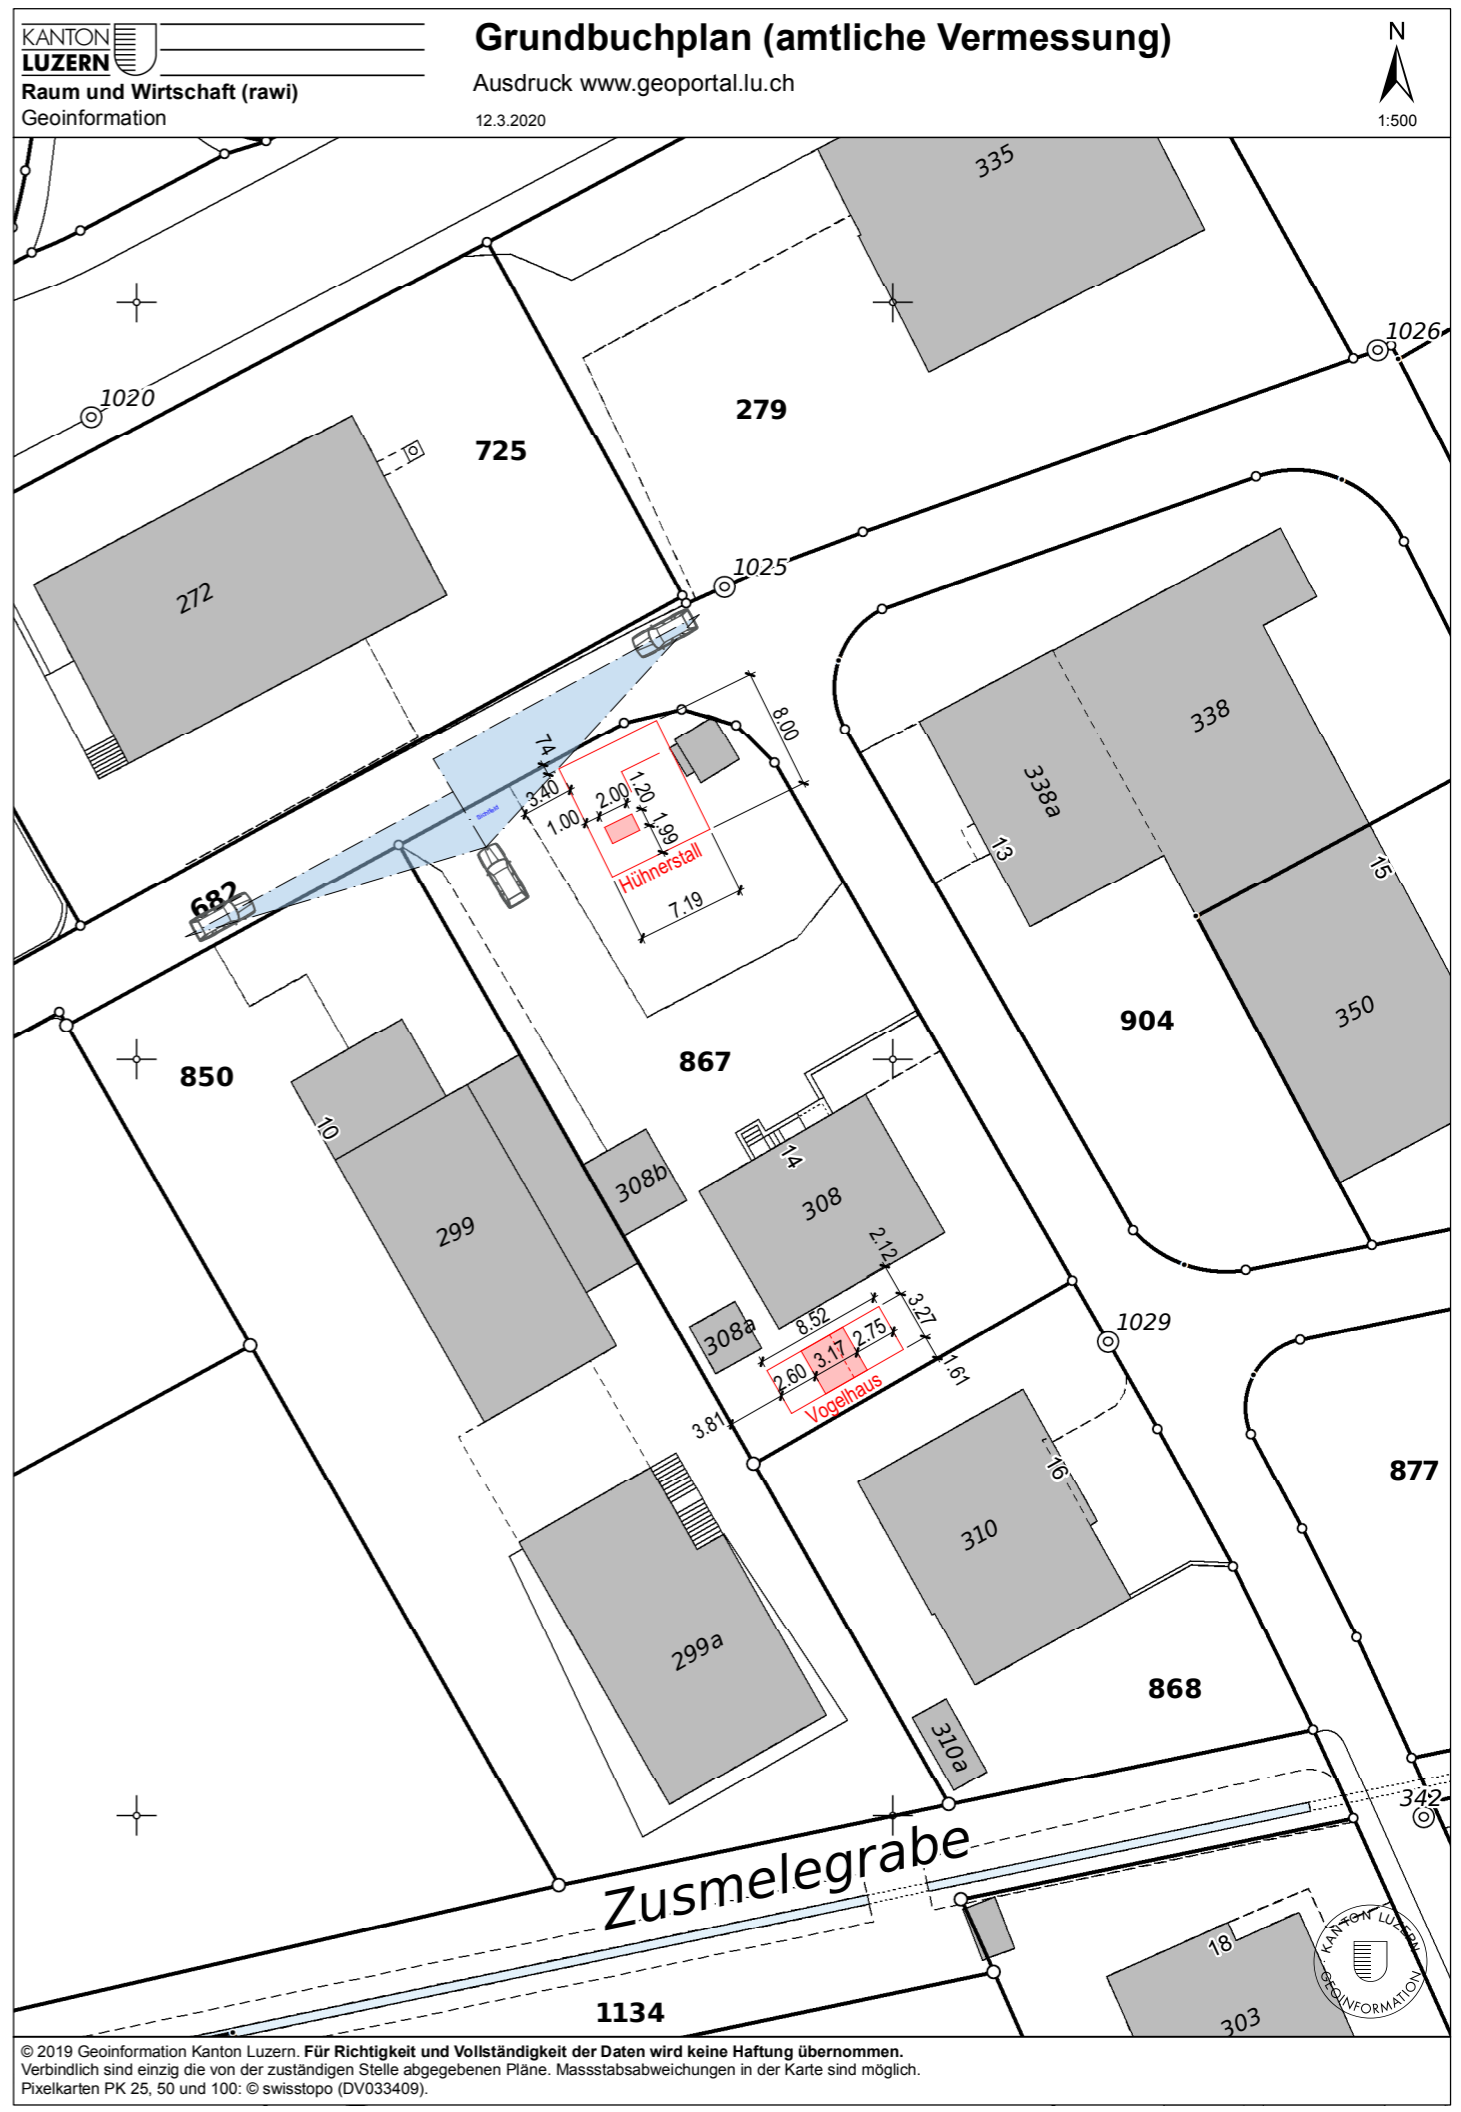 KANTON
LUZERN
Raum und Wirtschaft (rawi)
Geoinformation
Grundbuchplan (amtliche Vermessung)
Ausdruck www.geoportal.lu.ch
12.3.2020
N
1:500
335
1026
1020
279
725
1025
272
8.00
338
74
3.40
2.00
1.20
1.00
1.99
338a
Sichtfeld
13
15
Hühnerstall
682
7.19
904
350
867
850
10
14
308b
308
299
2.12
3.27
8.52
308a
2.75
3.17
2.60
1.61
Vogelhaus
3.81
1029
16
877
310
299a
868
310a
342
Zusmelegrabe
18
KANTON LUZERN
GEOINFORMATION
1134
303
© 2019 Geoinformation Kanton Luzern. Für Richtigkeit und Vollständigkeit der Daten wird keine Haftung übernommen.
Verbindlich sind einzig die von der zuständigen Stelle abgegebenen Pläne. Massstabsabweichungen in der Karte sind möglich.
Pixelkarten PK 25, 50 und 100: © swisstopo (DV033409).